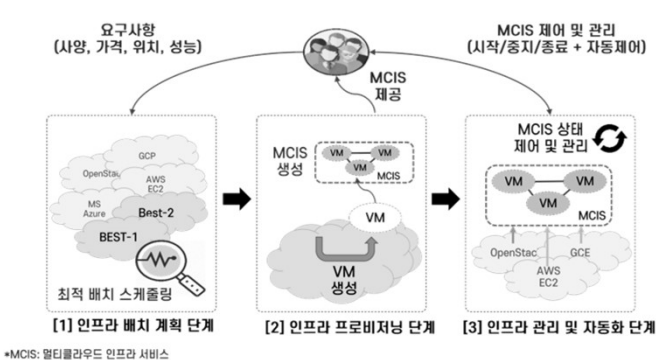 요구사항
(사양, 가격, 위치, 성능)
MCIS 제어 및 관리
(시작/중지/종료 + 자동제어)
MCIS
제공
GCP
OpenStac
AWS
EC2
MS
Azure
Best-2
BEST-1
최적 배치 스케줄링
[1] 인프라 배치 계획 단계
MCIS
생성
VM
VM
VM
MCIS
VM
VM
생성
[2] 인프라 프로비저닝 단계
MCIS 상태
제어 및 관리
VM
VM
VM
MCIS
OpenStac
GCE
AWS
EC2
[3] 인프라 관리 및 자동화 단계
*MCIS: 멀티클라우드 인프라 서비스